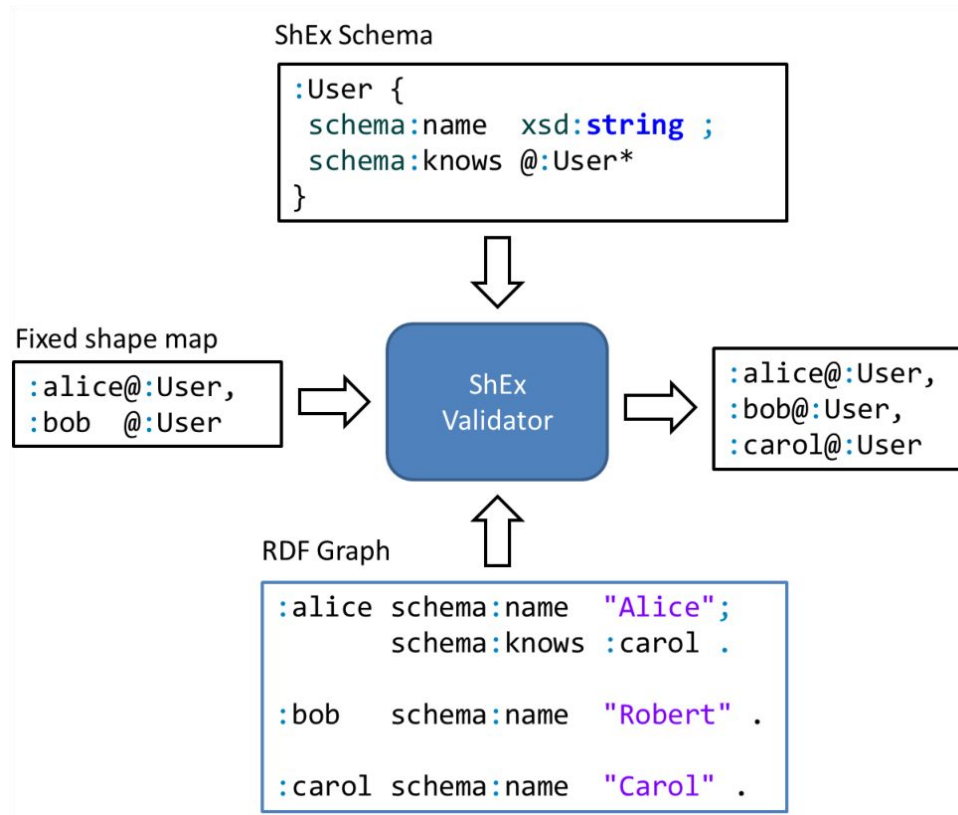 ShEx Schema
:User {
 schema:name  xsd:string ;
 schema:knows @:User*
}
Fixed shape map
:alice@:User,
:bob  @:User
ShEx
Validator
:alice@:User,
:bob@:User,
:carol@:User
RDF Graph
:alice schema:name  "Alice";
       schema:knows :carol .
:bob   schema:name  "Robert" .
:carol schema:name  "Carol" .